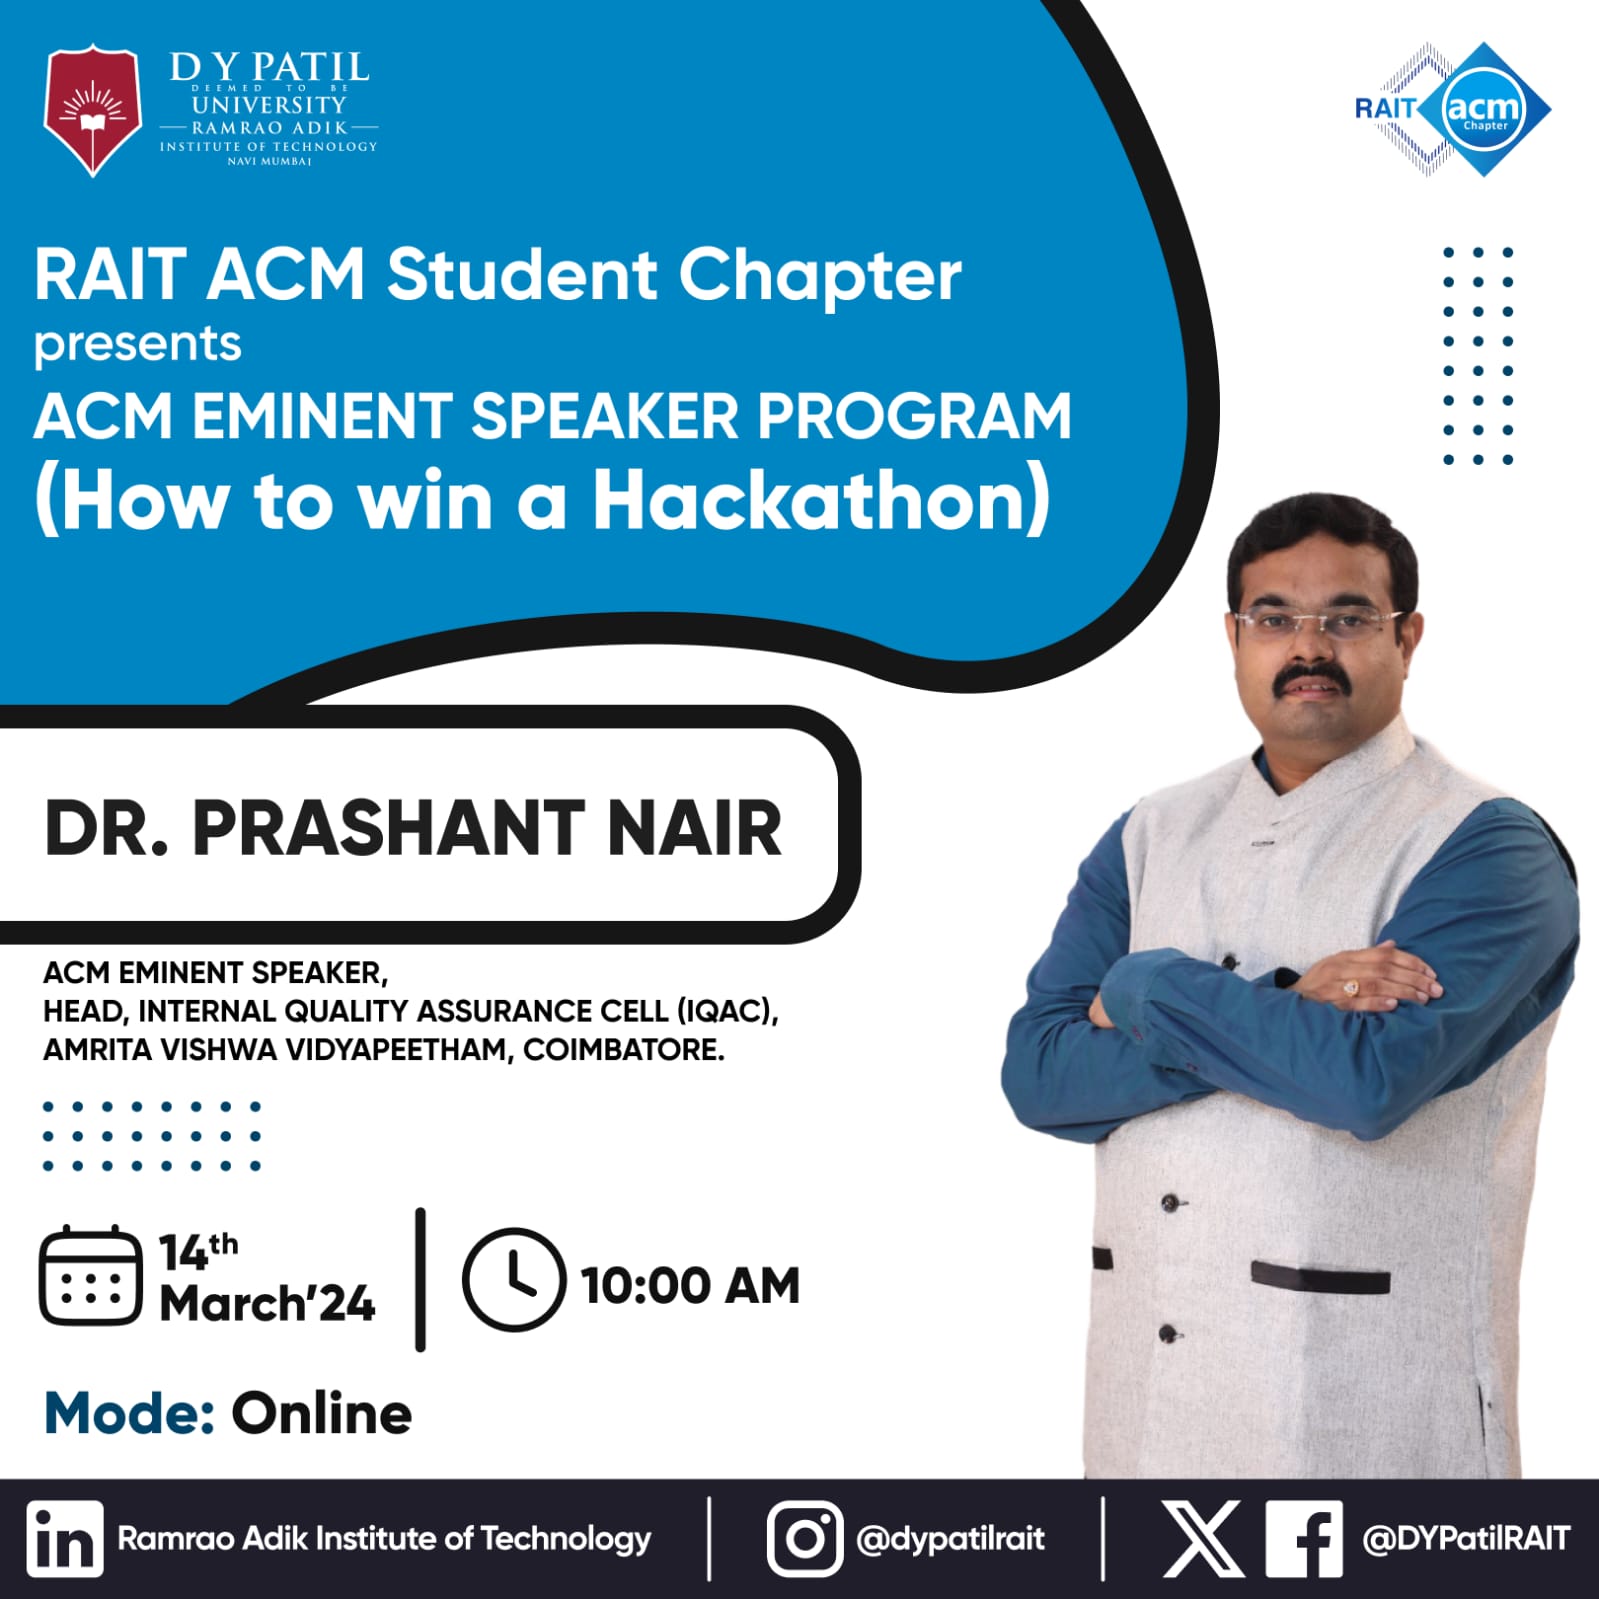 D Y PATIL
DEEMED TO BE
UNIVERSITY
RAMRAO ADIK
INSTITUTE OF TECHNOLOGY
NAVI MUMBAI
RAIT acm
Chapter
RAIT ACM Student Chapter
presents
ACM EMINENT SPEAKER PROGRAM
(How to win a Hackathon)
DR. PRASHANT NAIR
ACM EMINENT SPEAKER,
HEAD, INTERNAL QUALITY ASSURANCE CELL (IQAC),
AMRITA VISHWA VIDYAPEETHAM, COIMBATORE.
14th
March'24
10:00 AM
Mode: Online
in Ramrao Adik Institute of Technology
@dypatilrait
X f @DYPatilRAIT